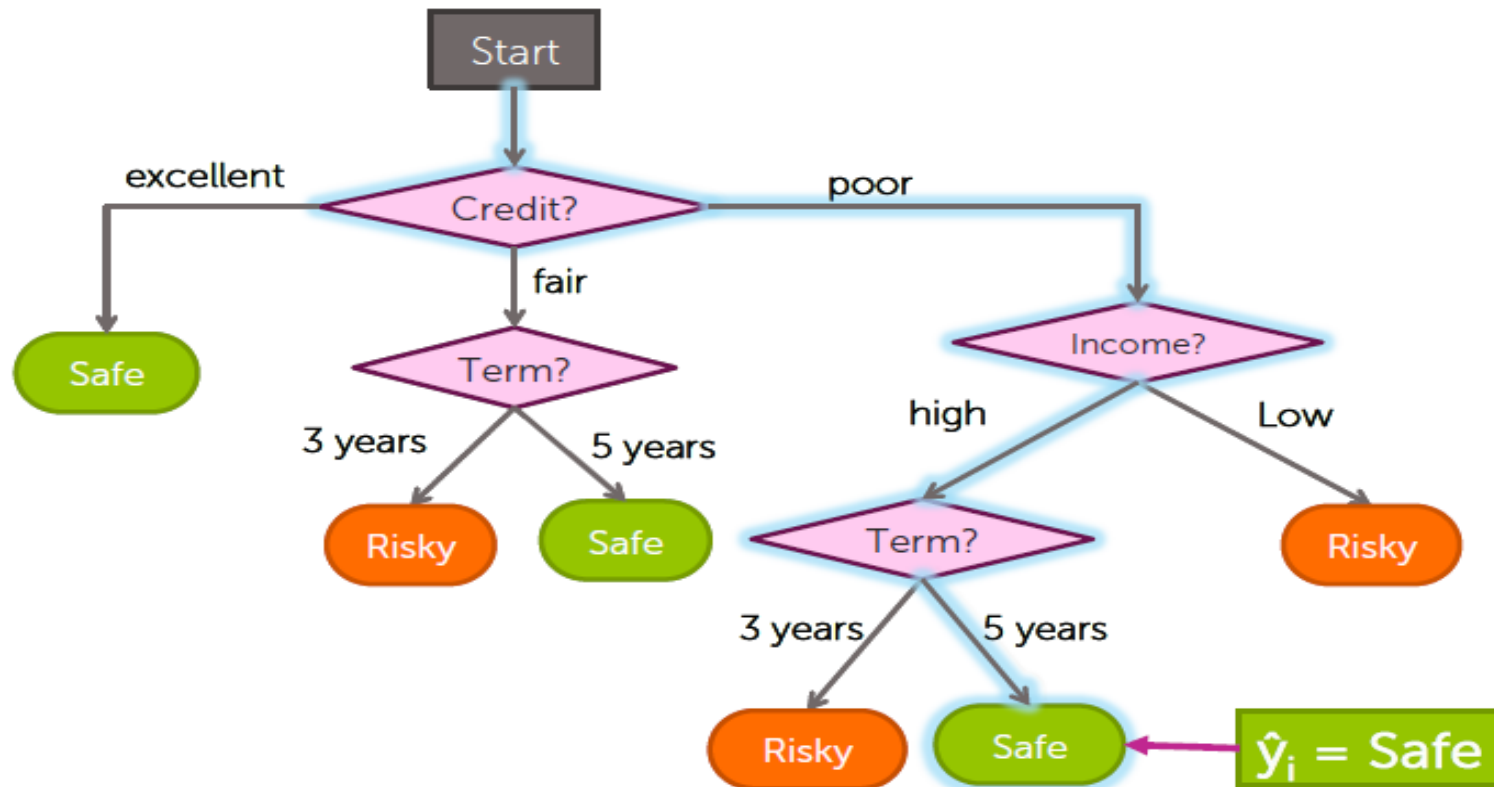 Start
excellent
poor
Credit?
fair
Income?
Safe
Term?
high
Low
3 years
5 years
Risky
Safe
Term?
Risky
3 years
5 years
Risky
Safe
ŷi = Safe